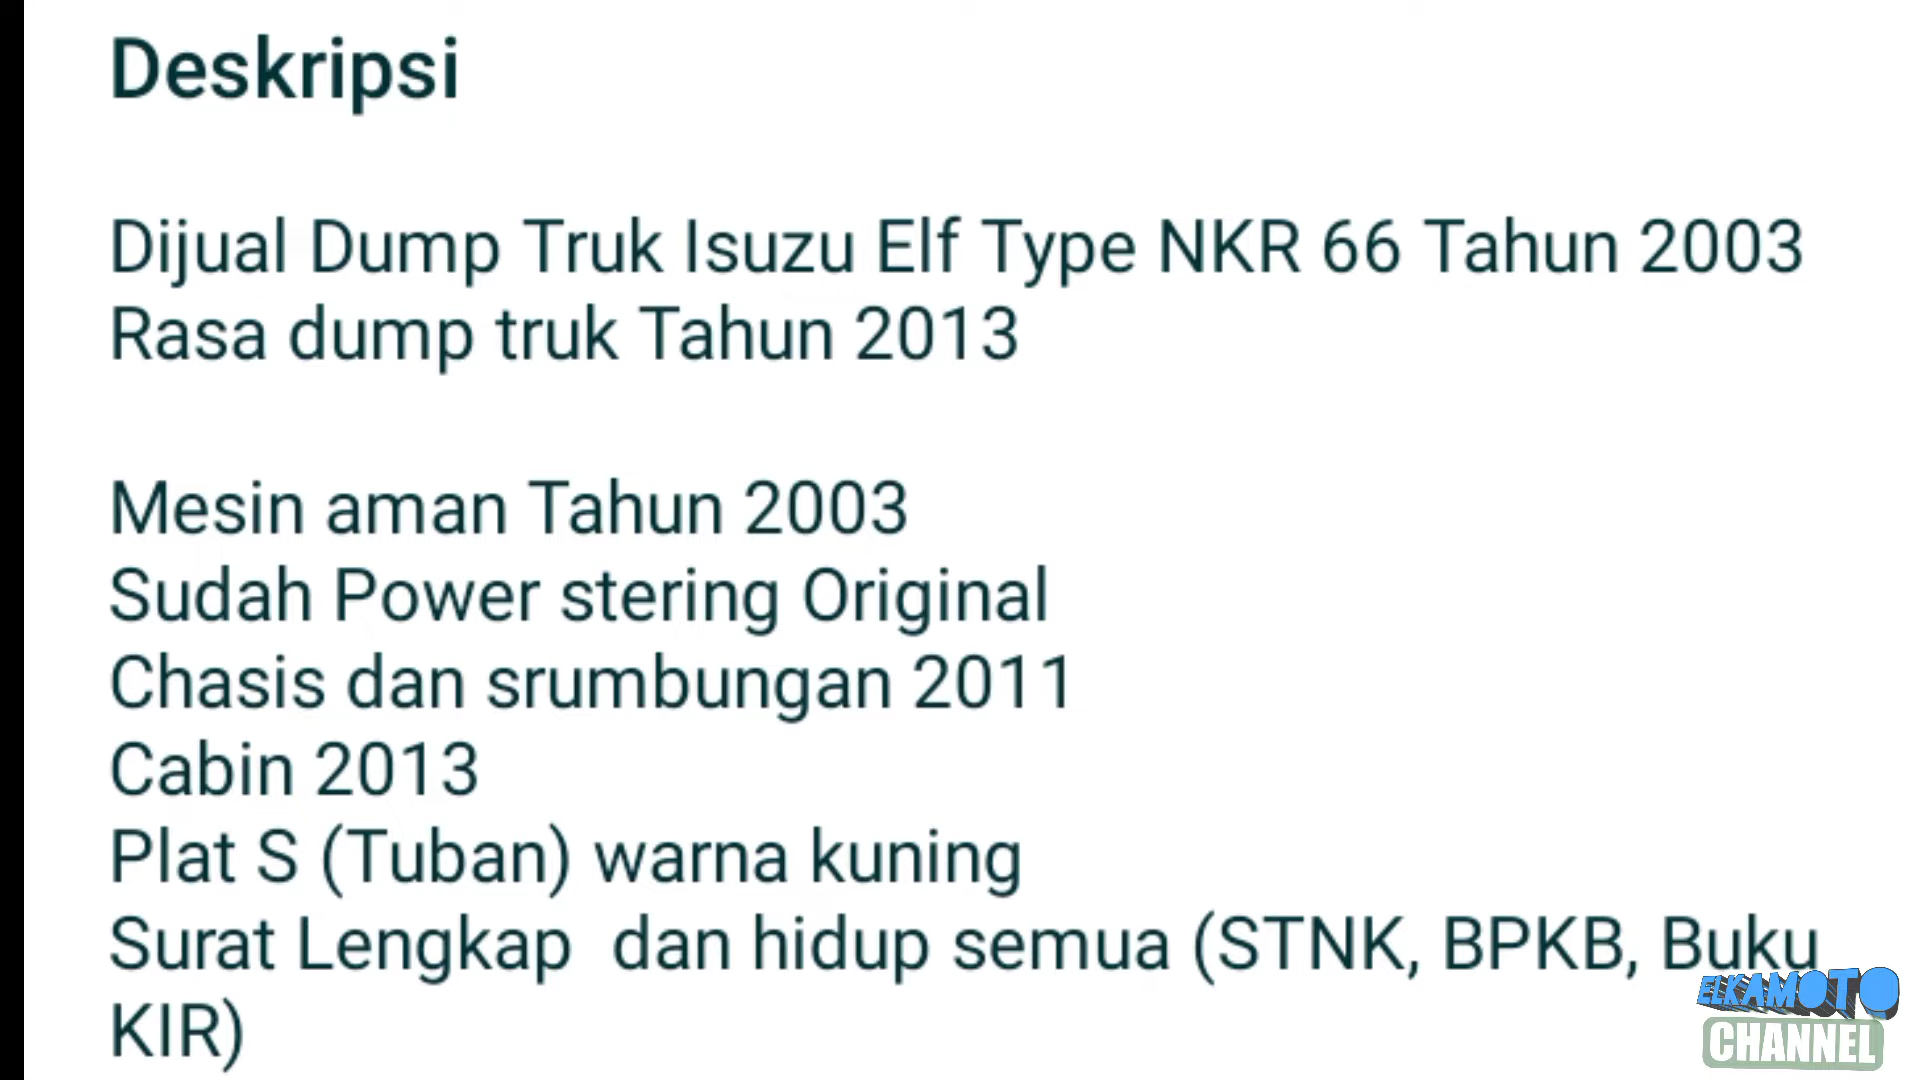 Deskripsi
Dijual Dump Truk Isuzu Elf Type NKR 66 Tahun 2003
Rasa dump truk Tahun 2013
Mesin aman Tahun 2003
Sudah Power stering Original
Chasis dan srumbungan 2011
Cabin 2013
Plat S (Tuban) warna kuning
Surat Lengkap  dan hidup semua (STNK, BPKB, Buku
KIR)
ELKAMOTO
CHANNEL